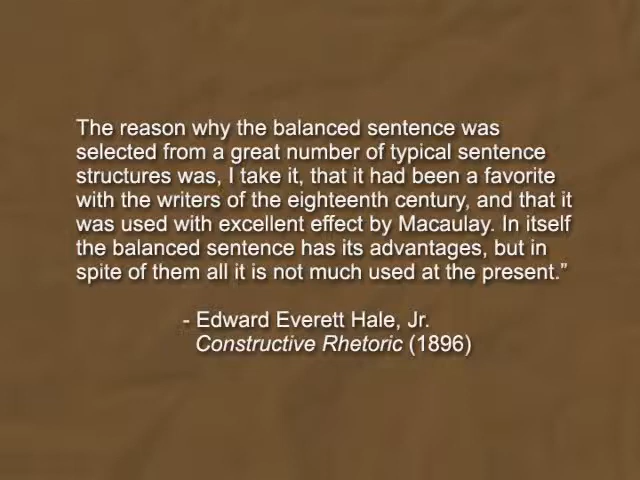 The reason why the balanced sentence was
selected from a great number of typical sentence
structures was, I take it, that it had been a favorite
with the writers of the eighteenth century, and that it
was used with excellent effect by Macaulay. In itself
the balanced sentence has its advantages, but in
spite of them all it is not much used at the present.”
- Edward Everett Hale, Jr.
Constructive Rhetoric (1896)